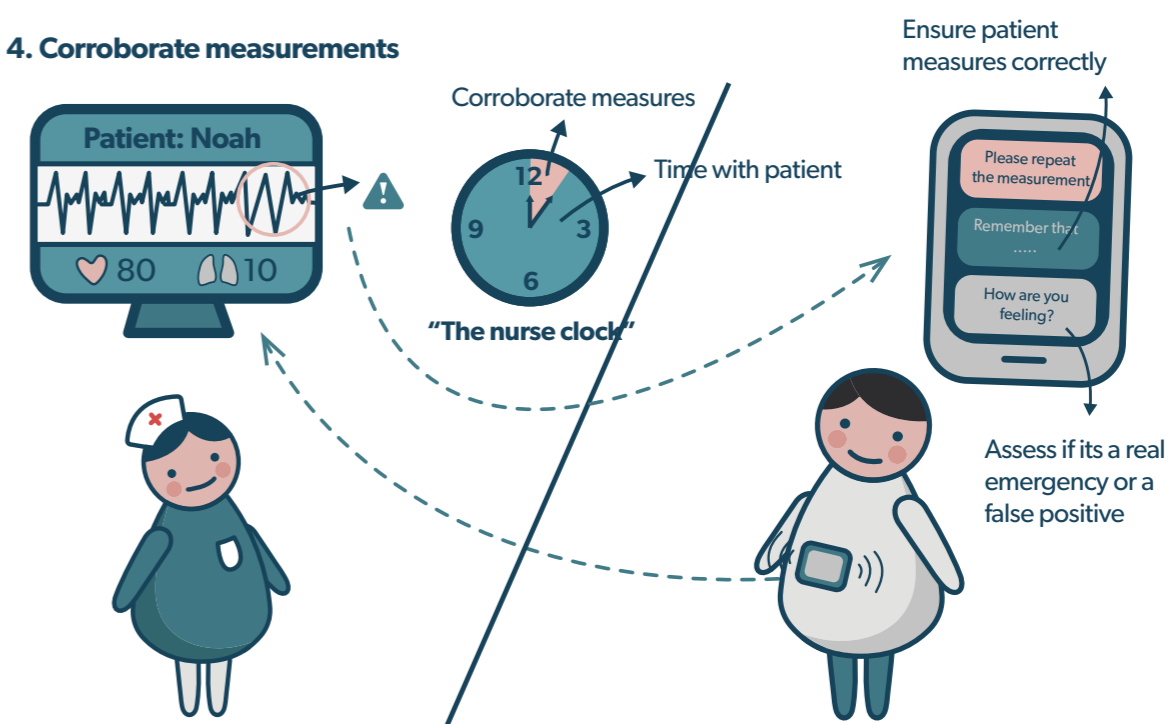 4. Corroborate measurements
Patient: Noah
80
10
Corroborate measures
Time with patient
12
3
6
9
"The nurse clock"
Ensure patient
measures correctly
Please repeat
the measurement
Remember that
.....
How are you
feeling?
Assess if its a real
emergency or a
false positive